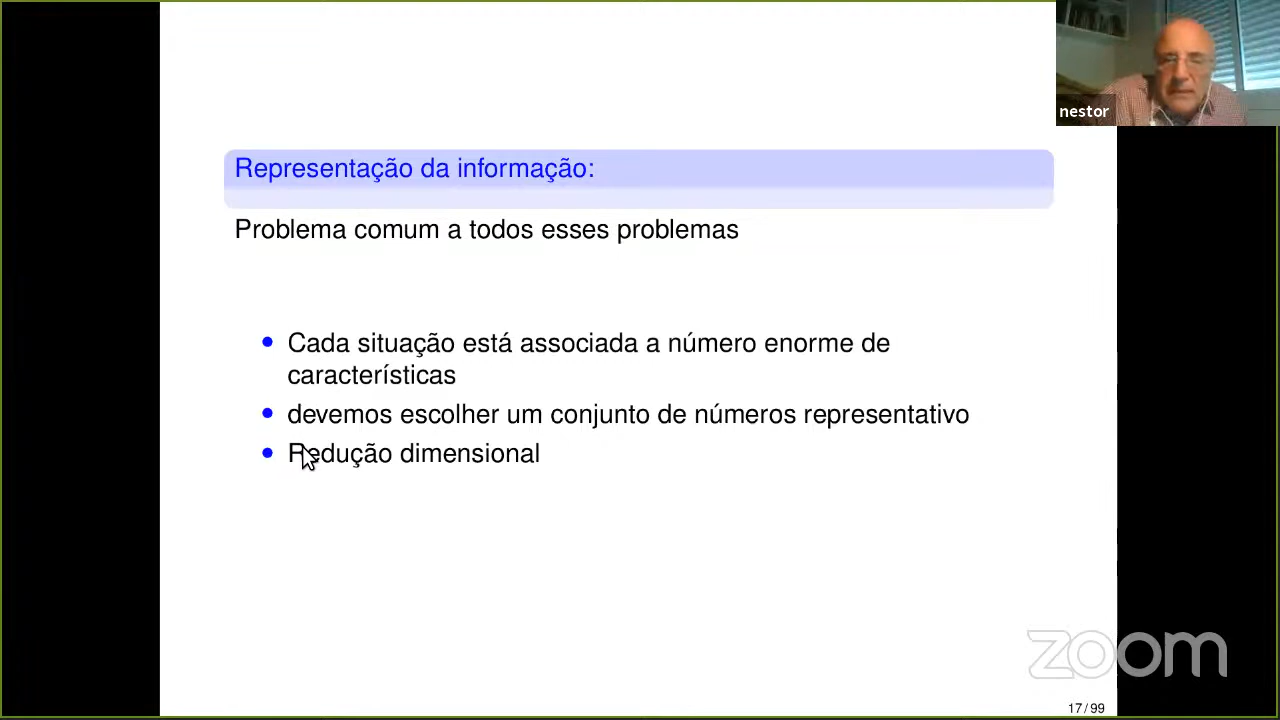 nestor
Representação da informação:
Problema comum a todos esses problemas
Cada situação está associada a número enorme de
características
devemos escolher um conjunto de números representativo
Redução dimensional
zoom
17/99